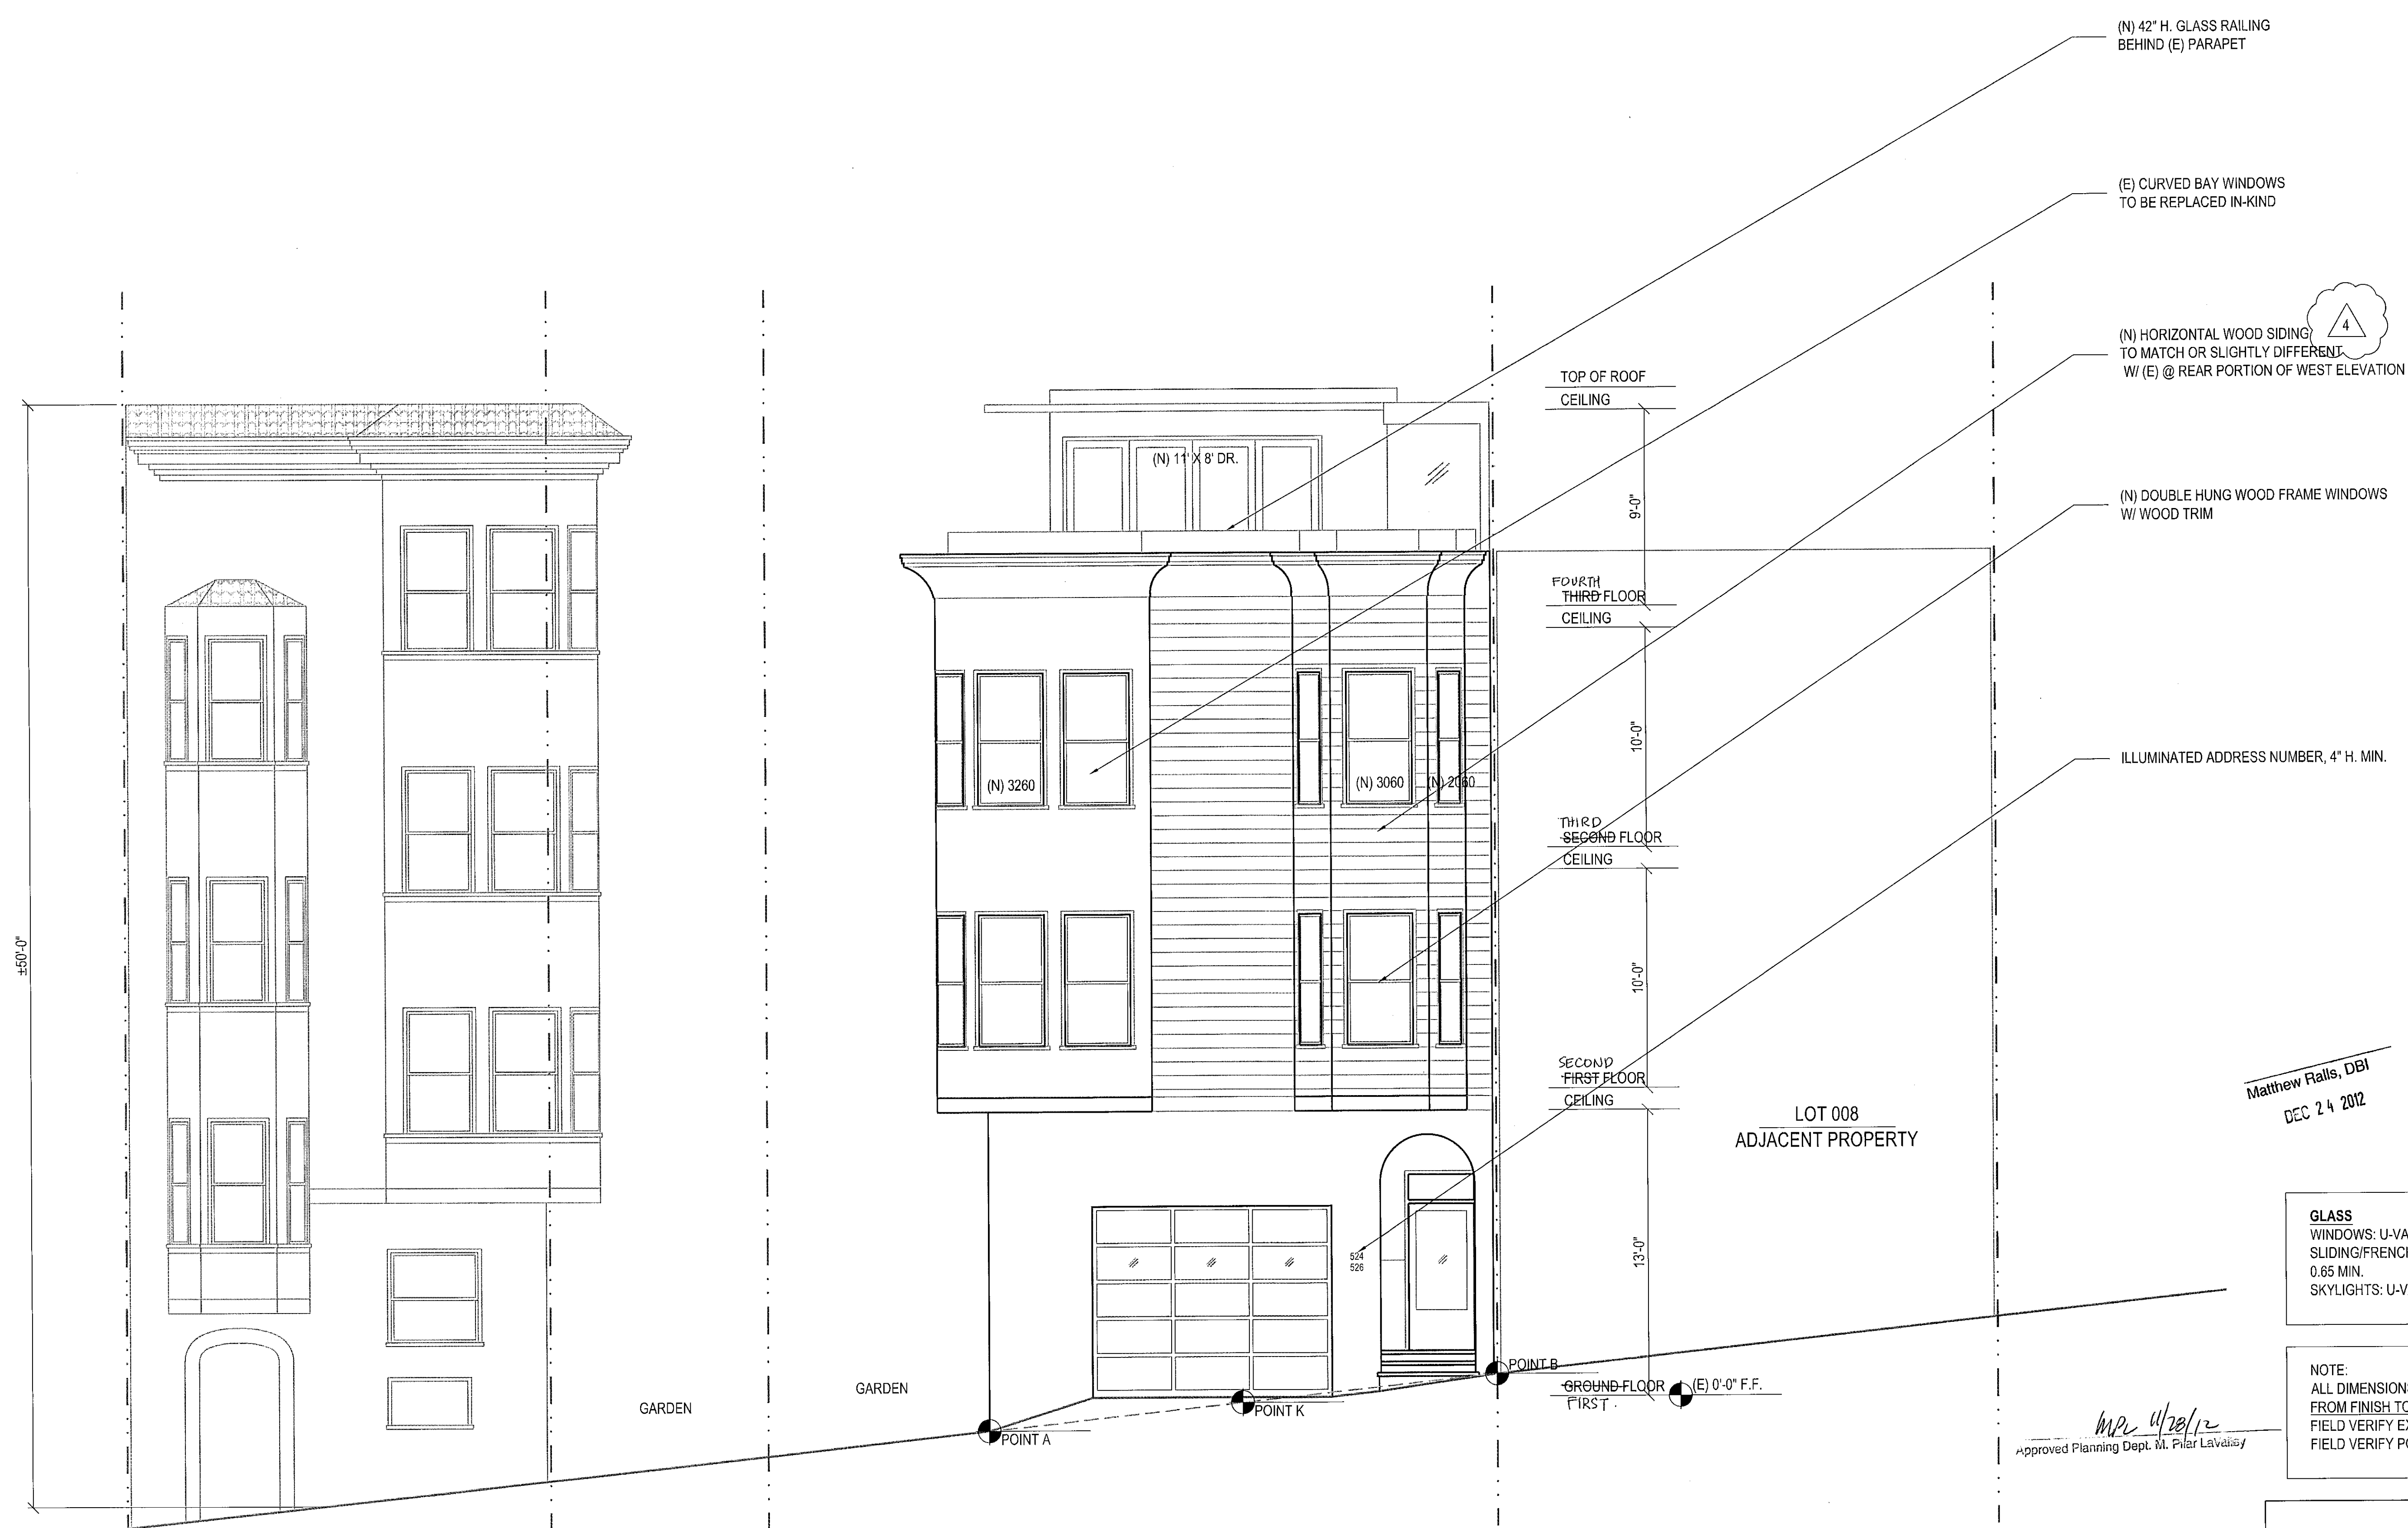 (N) 42" H. GLASS RAILING
BEHIND (E) PARAPET
(E) CURVED BAY WINDOWS
TO BE REPLACED IN-KIND
4
(N) HORIZONTAL WOOD SIDING
TO MATCH OR SLIGHTLY DIFFERENT
W/ (E) @ REAR PORTION OF WEST ELEVATION
(N) DOUBLE HUNG WOOD FRAME WINDOWS
W/ WOOD TRIM
ILLUMINATED ADDRESS NUMBER, 4" H. MIN.
TOP OF ROOF
CEILING
(N) 11' X 8' DR.
9'-0"
FOURTH
THIRD FLOOR
CEILING
10'-0"
(N) 3260
(N) 3060
(N) 2060
THIRD
SECOND FLOOR
CEILING
±50'-0"
10'-0"
SECOND
FIRST FLOOR
CEILING
LOT 008
ADJACENT PROPERTY
Matthew Ralls, DBI
DEC 24 2012
13'-0"
524
526
GLASS
WINDOWS: U-VA
SLIDING/FRENCH
0.65 MIN.
SKYLIGHTS: U-V
POINT B
GROUND FLOOR
(E) 0'-0" F.F.
FIRST.
GARDEN
GARDEN
POINT K
POINT A
NOTE:
ALL DIMENSION
FROM FINISH TO
FIELD VERIFY EX
FIELD VERIFY PO
MPL 11/28/12
Approved Planning Dept. M. Pilar LaValley